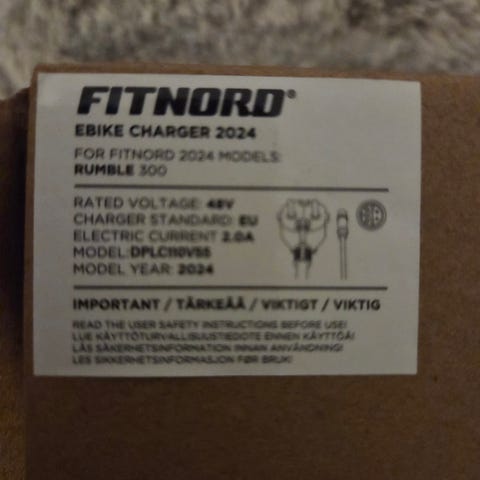 FITNORD®
EBIKE CHARGER 2024
FOR FITNORD 2024 MODELS:
RUMBLE 300
RATED VOLTAGE: 48V
CHARGER STANDARD: EU
ELECTRIC CURRENT 2.0A
MODEL: DPLC110V55
MODEL YEAR: 2024
IMPORTANT / TÄRKEÄÄ / VIKTIGT / VIKTIG
READ THE USER SAFETY INSTRUCTIONS BEFORE USE!
LUE KÄYTTÖTURVALLISUUSTIEDOTE ENNEN KÄYTTÖÄ!
LÄS SÄKERHETSINFORMATION INNAN ANVÄNDNING!
LES SIKKERHETSINFORMASJON FØR BRUK!